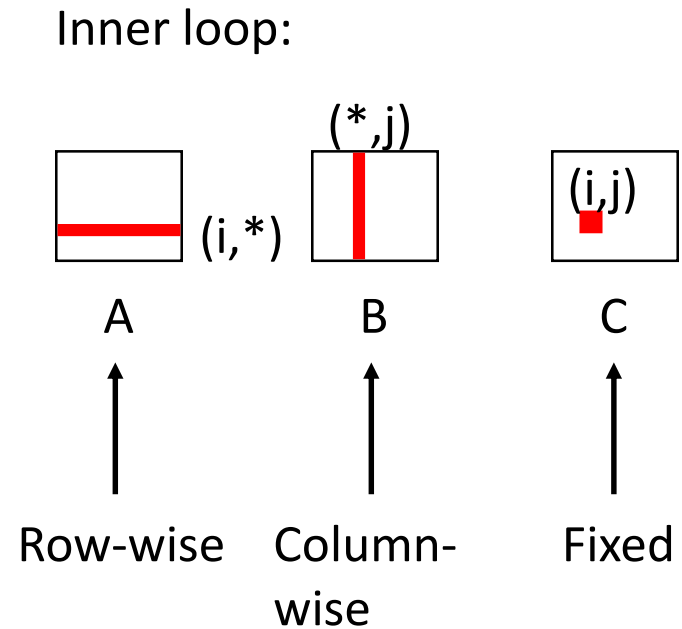 Inner loop:
(*,j)
(i,*)
(i,j)
A
B
C
Row-wise
Column-
wise
Fixed